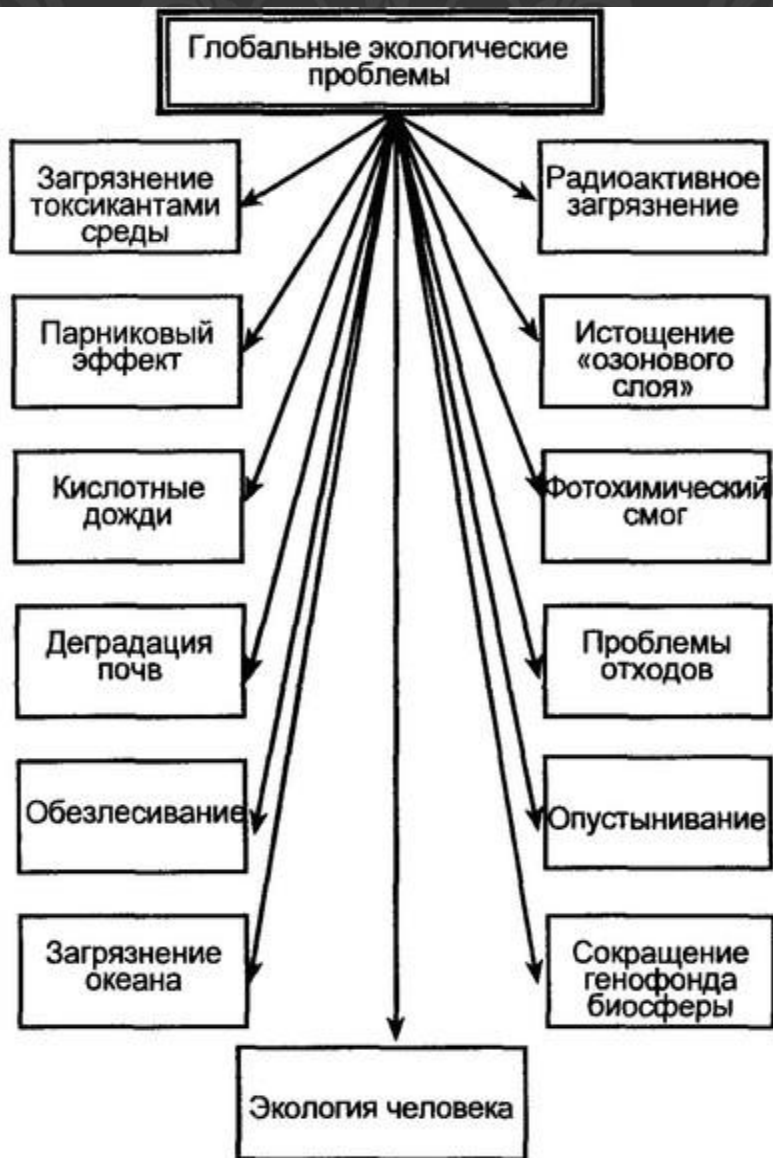 Глобальные экологические
проблемы
Загрязнение
токсикантами
среды
Радиоактивное
загрязнение
Парниковый
эффект
Истощение
«озонового
слоя»
Кислотные
дожди
Фотохимический
смог
Деградация
почв
Проблемы
отходов
Обезлесивание
Опустынивание
Загрязнение
океана
Сокращение
генофонда
биосферы
Экология человека